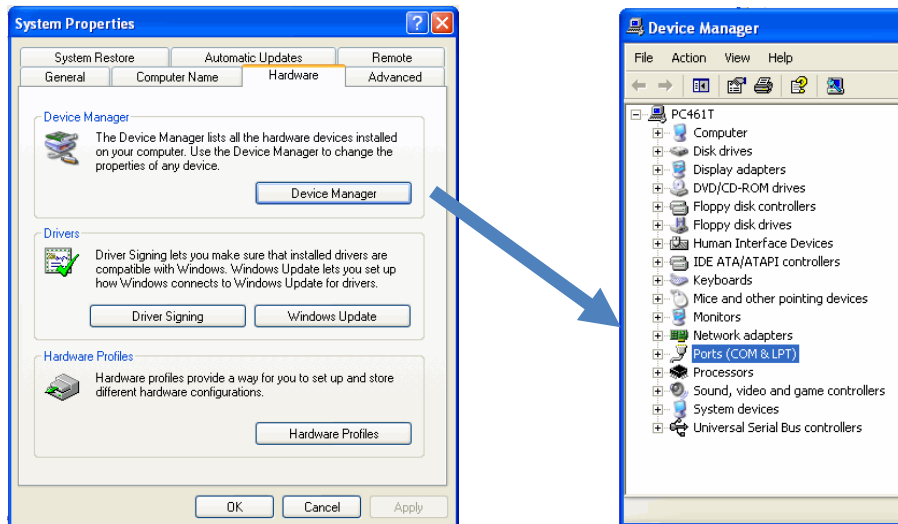 System Properties
System Restore Automatic Updates Remote
General Computer Name Hardware Advanced
Device Manager
The Device Manager lists all the hardware devices installed
on your computer. Use the Device Manager to change the
properties of any device.
Device Manager
Drivers
Driver Signing lets you make sure that installed drivers are
compatible with Windows. Windows Update lets you set up
how Windows connects to Windows Update for drivers.
Driver Signing Windows Update
Hardware Profiles
Hardware profiles provide a way for you to set up and store
different hardware configurations.
Hardware Profiles
OK Cancel Apply
Device Manager
File Action View Help
PC461T
Computer
Disk drives
Display adapters
DVD/CD-ROM drives
Floppy disk controllers
Floppy disk drives
Human Interface Devices
IDE ATA/ATAPI controllers
Keyboards
Mice and other pointing devices
Monitors
Network adapters
Ports (COM & LPT)
Processors
Sound, video and game controllers
System devices
Universal Serial Bus controllers